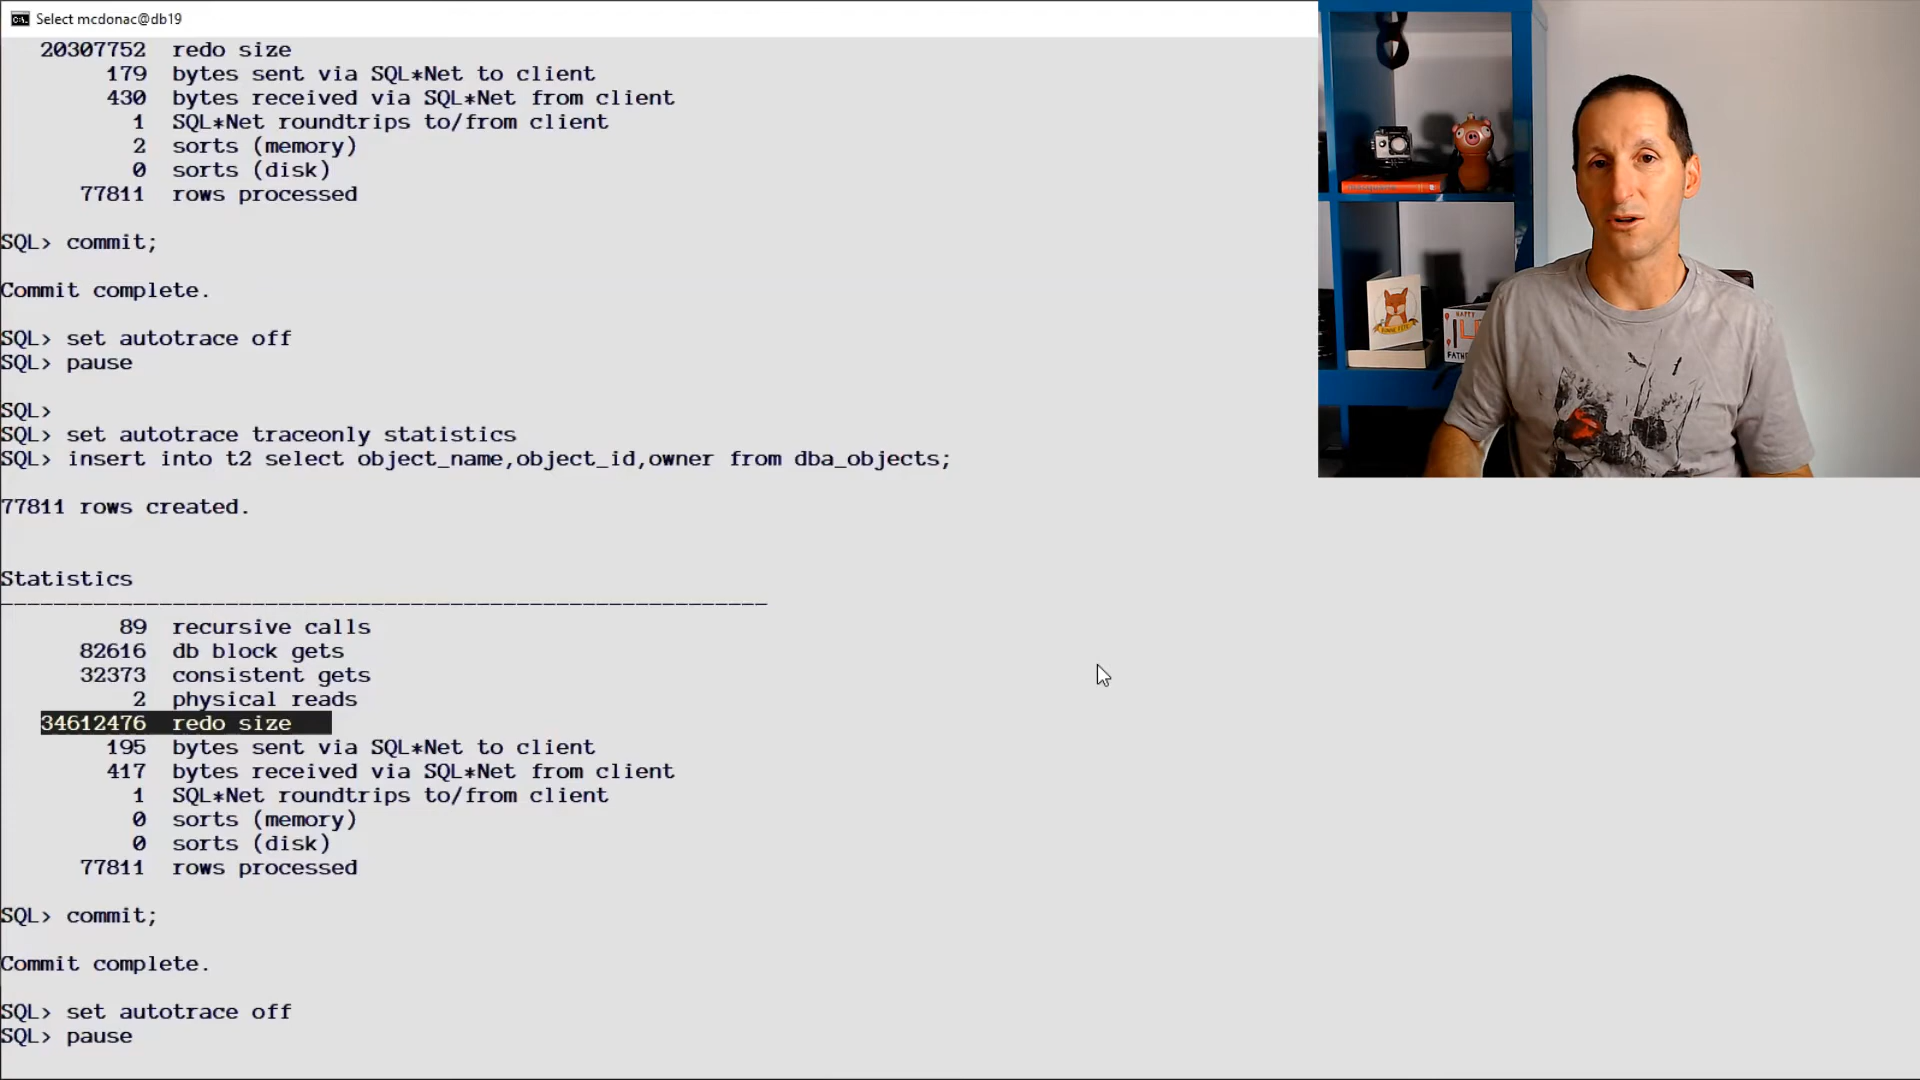 Select mcdonac@db19
20307752 redo size
179 bytes sent via SQL*Net to client
430 bytes received via SQL*Net from client
1 SQL*Net roundtrips to/from client
2 sorts (memory)
0 sorts (disk)
77811 rows processed
SQL> commit;
Commit complete.
SQL> set autotrace off
SQL> pause
SQL>
SQL> set autotrace traceonly statistics
SQL> insert into t2 select object_name,object_id,owner from dba_objects;
77811 rows created.
Statistics
----------------------------------------------------------
89 recursive calls
82616 db block gets
32373 consistent gets
2 physical reads
34612476 redo size
195 bytes sent via SQL*Net to client
417 bytes received via SQL*Net from client
1 SQL*Net roundtrips to/from client
0 sorts (memory)
0 sorts (disk)
77811 rows processed
SQL> commit;
Commit complete.
SQL> set autotrace off
SQL> pause
HAPPY